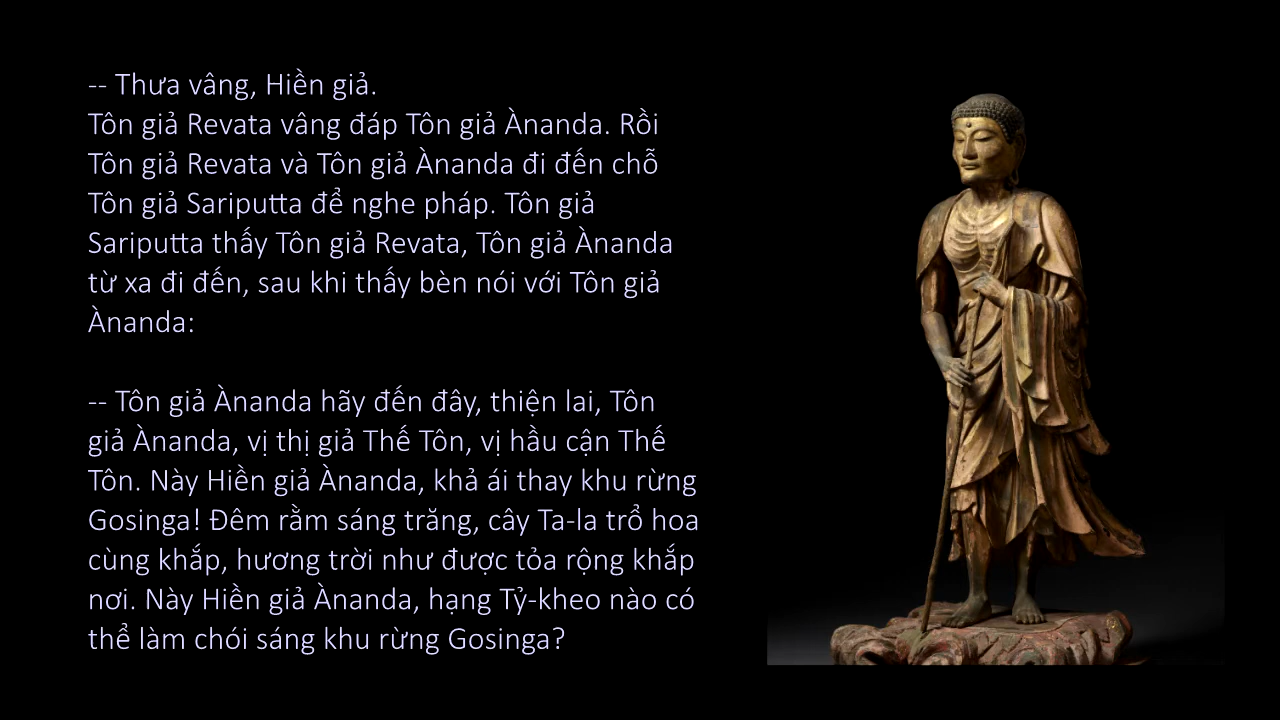 -- Thưa vâng, Hiền giả.
Tôn giả Revata vâng đáp Tôn giả Ànanda. Rồi
Tôn giả Revata và Tôn giả Ànanda đi đến chỗ
Tôn giả Sariputta để nghe pháp. Tôn giả
Sariputta thấy Tôn giả Revata, Tôn giả Ànanda
từ xa đi đến, sau khi thấy bèn nói với Tôn giả
Ànanda:
-- Tôn giả Ànanda hãy đến đây, thiện lai, Tôn
giả Ànanda, vị thị giả Thế Tôn, vị hầu cận Thế
Tôn. Này Hiền giả Ànanda, khả ái thay khu rừng
Gosinga! Đêm rằm sáng trăng, cây Ta-la trổ hoa
cùng khắp, hương trời như được tỏa rộng khắp
nơi. Này Hiền giả Ànanda, hạng Tỷ-kheo nào có
thể làm chói sáng khu rừng Gosinga?